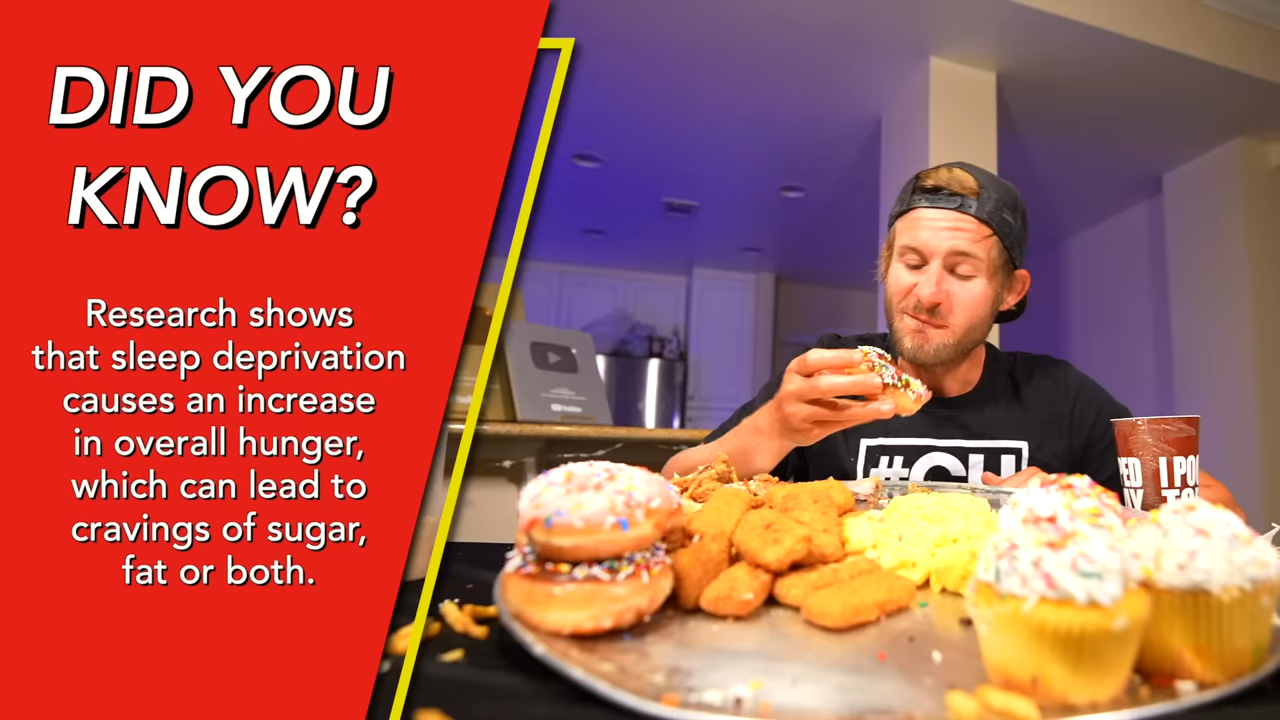 DID YOU
KNOW?
Research shows
that sleep deprivation
causes an increase
in overall hunger,
which can lead to
cravings of sugar,
fat or both.
I